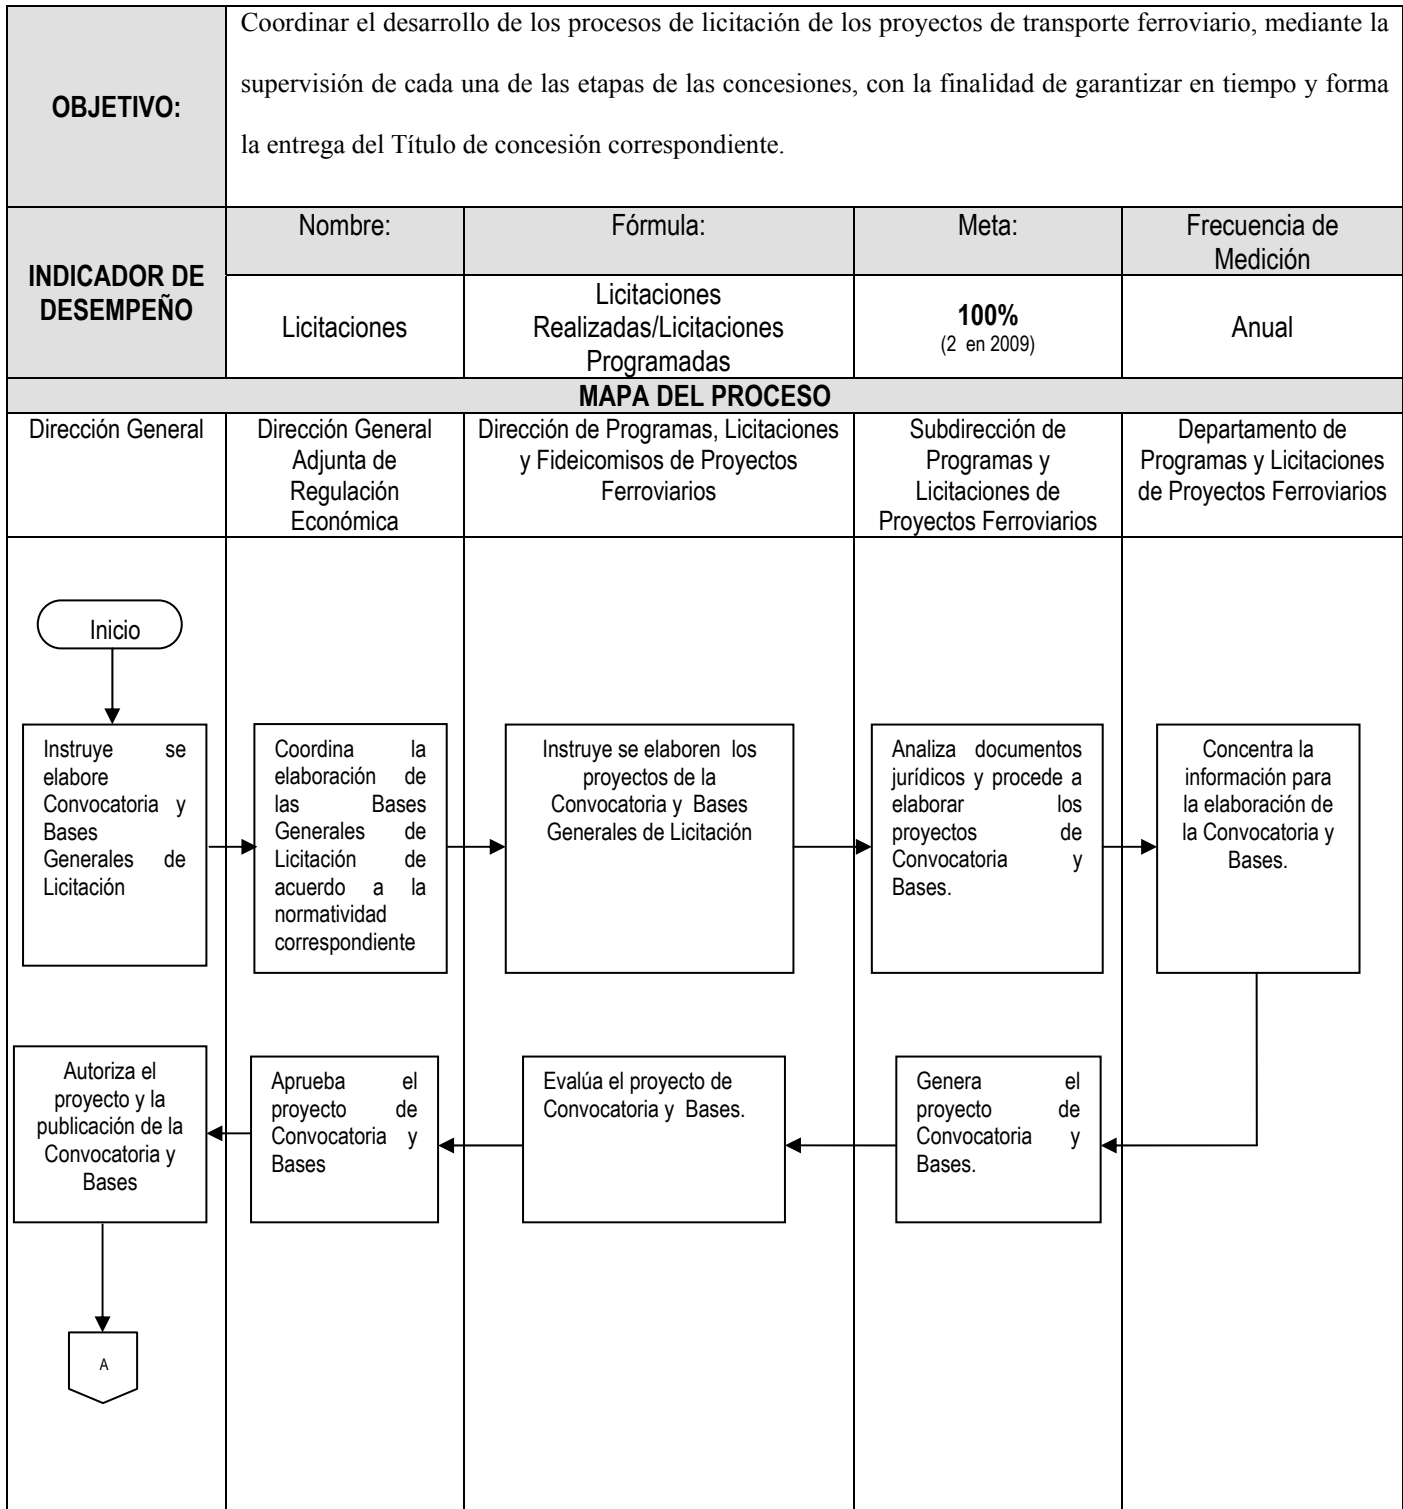 OBJETIVO:
Coordinar el desarrollo de los procesos de licitación de los proyectos de transporte ferroviario, mediante la
supervisión de cada una de las etapas de las concesiones, con la finalidad de garantizar en tiempo y forma
la entrega del Título de concesión correspondiente.
INDICADOR DE
DESEMPEÑO
Nombre:
Fórmula:
Meta:
Frecuencia de
Medición
Licitaciones
Licitaciones
Realizadas/Licitaciones
Programadas
100%
(2 en 2009)
Anual
MAPA DEL PROCESO
Dirección General
Dirección General
Adjunta de
Regulación
Económica
Dirección de Programas, Licitaciones
y Fideicomisos de Proyectos
Ferroviarios
Subdirección de
Programas y
Licitaciones de
Proyectos Ferroviarios
Departamento de
Programas y Licitaciones
de Proyectos Ferroviarios
Inicio
Instruye se
elabore
Convocatoria y
Bases
Generales de
Licitación
Coordina la
elaboración de
las Bases
Generales de
Licitación de
acuerdo a la
normatividad
correspondiente
Instruye se elaboren los
proyectos de la
Convocatoria y Bases
Generales de Licitación
Analiza documentos
jurídicos y procede a
elaborar los
proyectos de
Convocatoria y
Bases.
Concentra la
información para
la elaboración de
la Convocatoria y
Bases.
Autoriza el
proyecto y la
publicación de la
Convocatoria y
Bases
Aprueba el
proyecto de
Convocatoria y
Bases
Evalúa el proyecto de
Convocatoria y Bases.
Genera el
proyecto de
Convocatoria y
Bases.
A